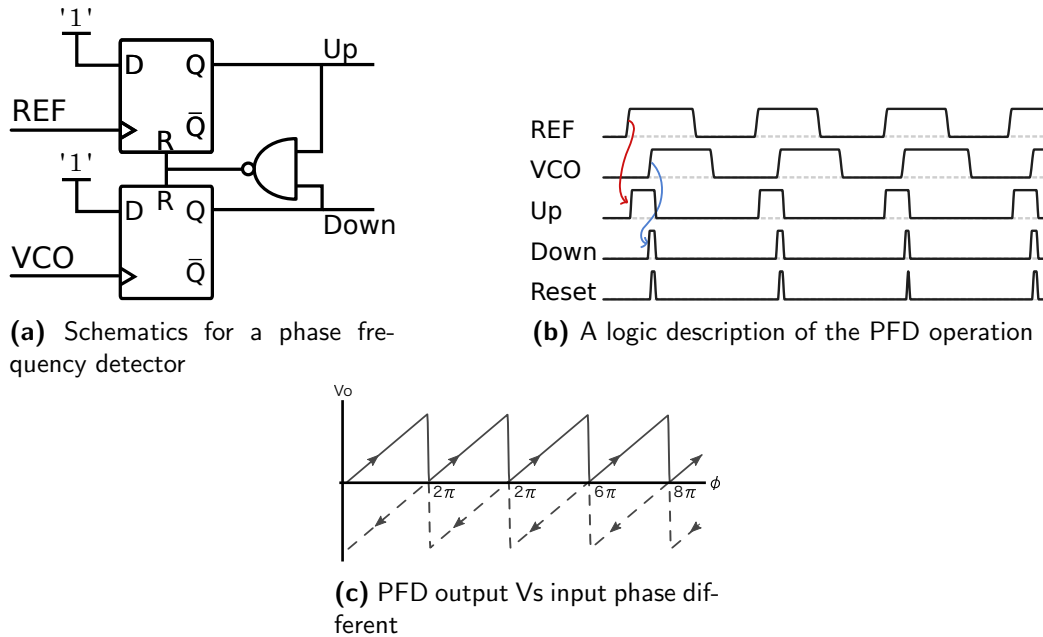 '1'
D Q
Up
REF
Q̄
R
'1'
R
D Q
Down
VCO
Q̄
(a) Schematics for a phase fre-
quency detector
REF
VCO
Up
Down
Reset
(b) A logic description of the PFD operation
Vo
2π 2π 6π 8π ϕ
(c) PFD output Vs input phase dif-
ferent